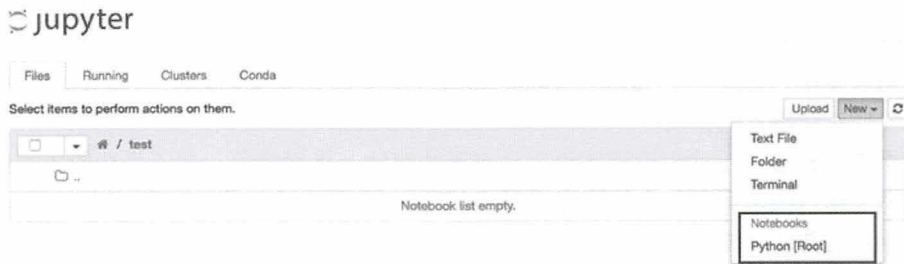 jupyter
Files Running Clusters Conda
Select items to perform actions on them.
Upload New
/ test
Text File
Folder
Terminal
..
Notebook list empty.
Notebooks
Python [Root]